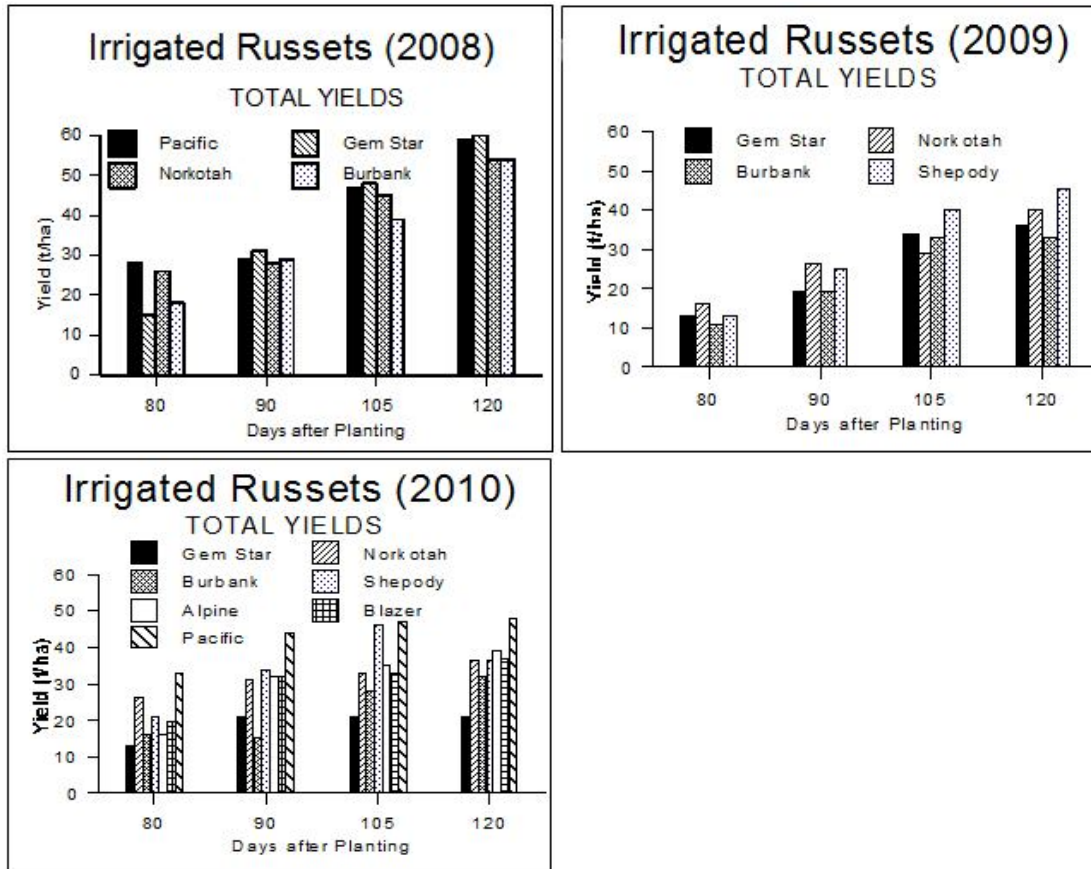 Irrigated Russets (2008)
TOTAL YIELDS
Pacific Gem Star
Norkotah Burbank
Yield (t/ha)
60
50
40
30
20
10
0
80 90 105 120
Days after Planting
Irrigated Russets (2009)
TOTAL YIELDS
Gem Star Norkotah
Burbank Shepody
Yield (t/ha)
60
50
40
30
20
10
0
80 90 105 120
Days after Planting
Irrigated Russets (2010)
TOTAL YIELDS
Gem Star Norkotah
Burbank Shepody
Alpine Blazer
Pacific
Yield (t/ha)
60
50
40
30
20
10
0
80 90 105 120
Days after Planting